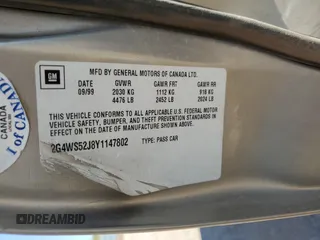 GM
MFD BY GENERAL MOTORS OF CANADA LTD.
DATE GVWR GAWR FRT GAWR RR
09/99 2030 KG 1112 KG 918 KG
4476 LB 2452 LB 2024 LB
THIS VEHICLE CONFORMS TO ALL APPLICABLE U.S. FEDERAL MOTOR
VEHICLE SAFETY, BUMPER, AND THEFT PREVENTION STANDARDS IN
EFFECT ON THE DATE OF MANUFACTURE SHOWN ABOVE.
2G4WS52J8Y1147802 TYPE: PASS CAR
CANADA
of CANAD
DREAMBID